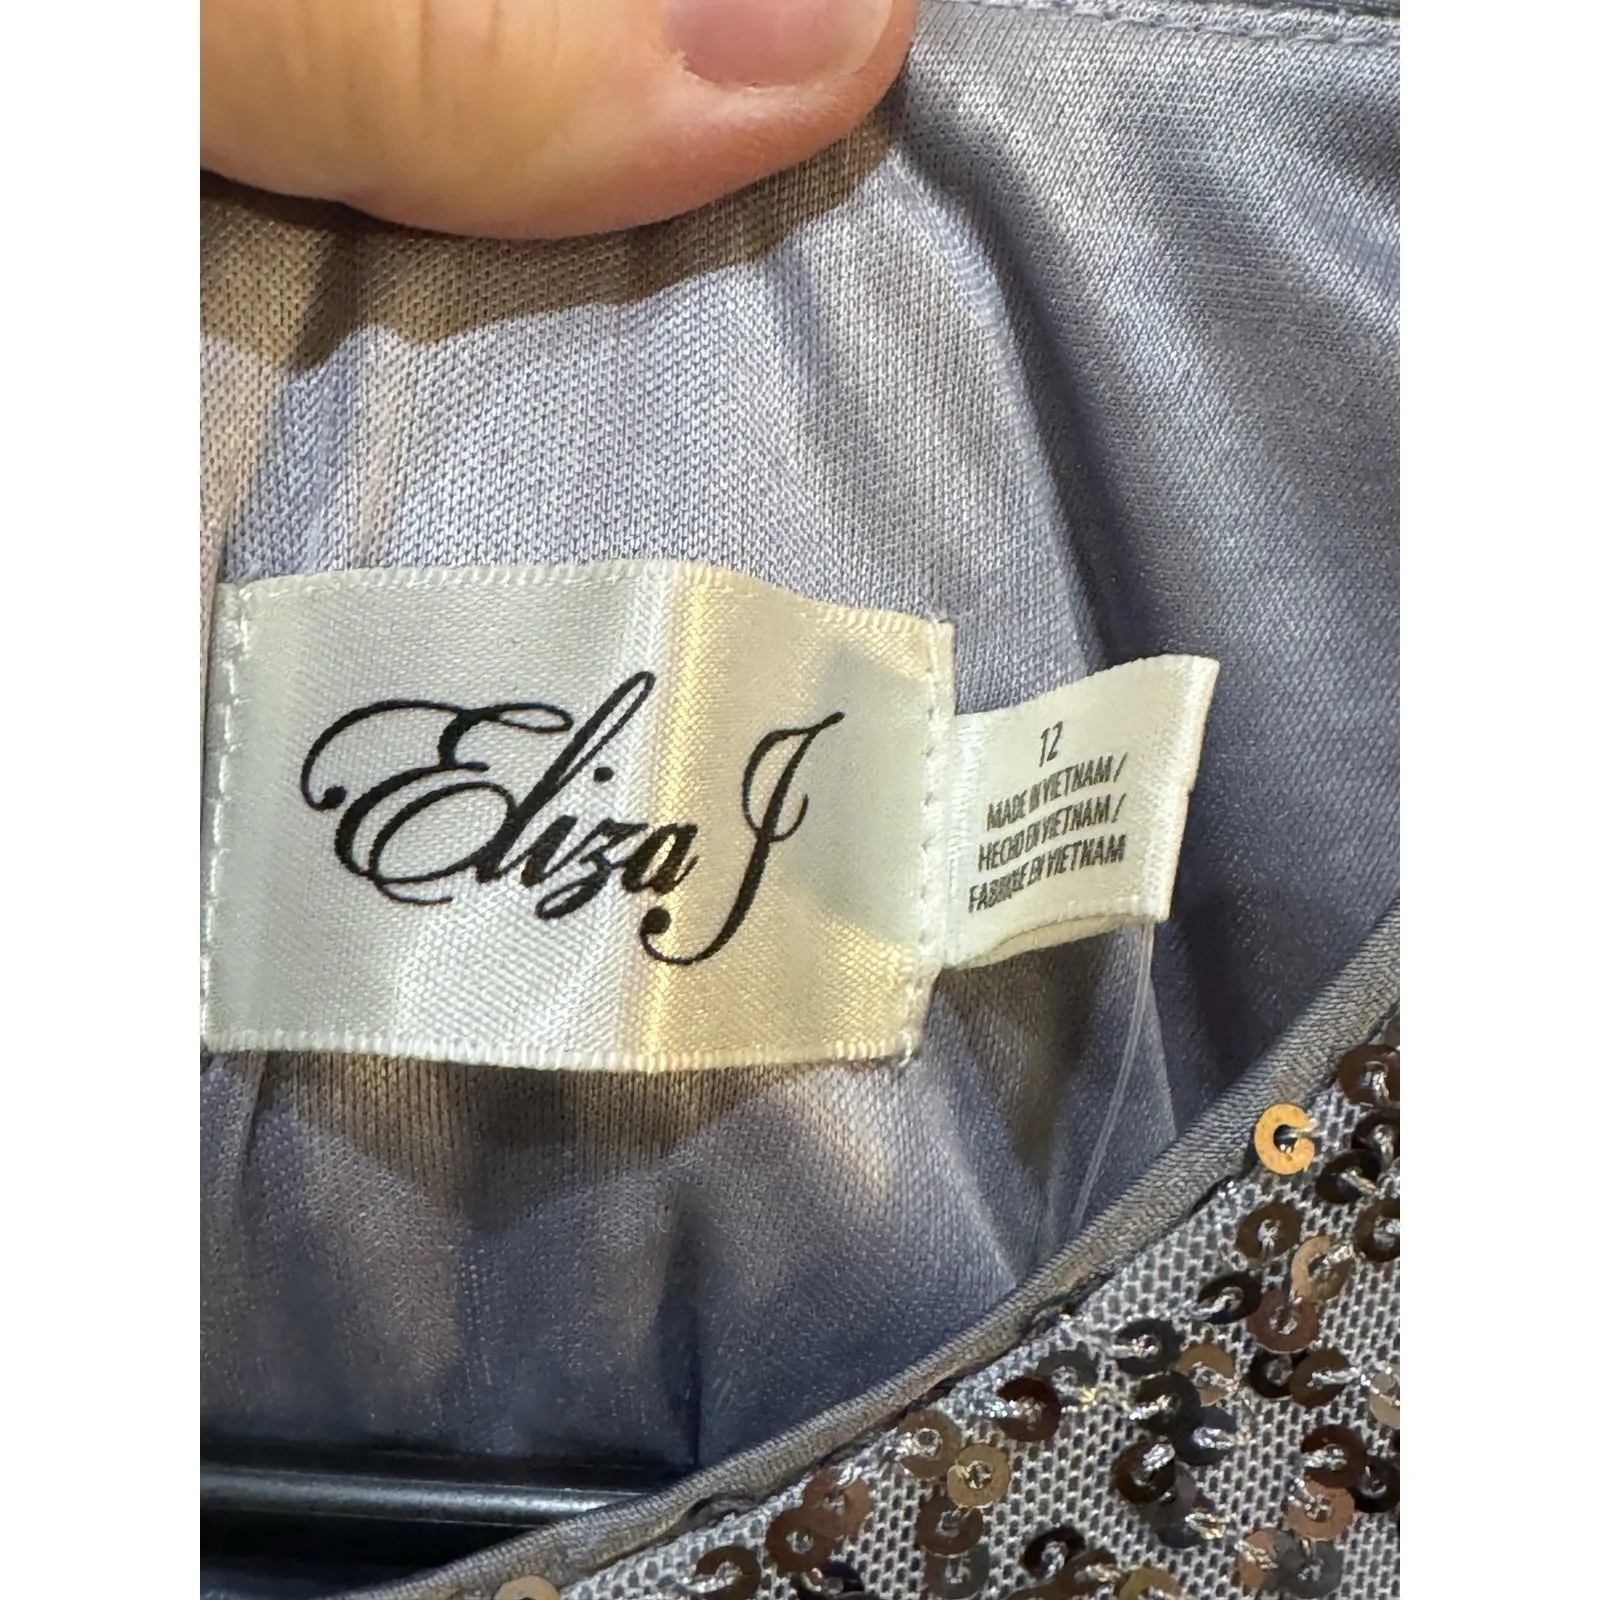 Eliza J
12
MADE IN VIETNAM /
HECHO EN VIETNAM /
FABRIQUE EN VIETNAM